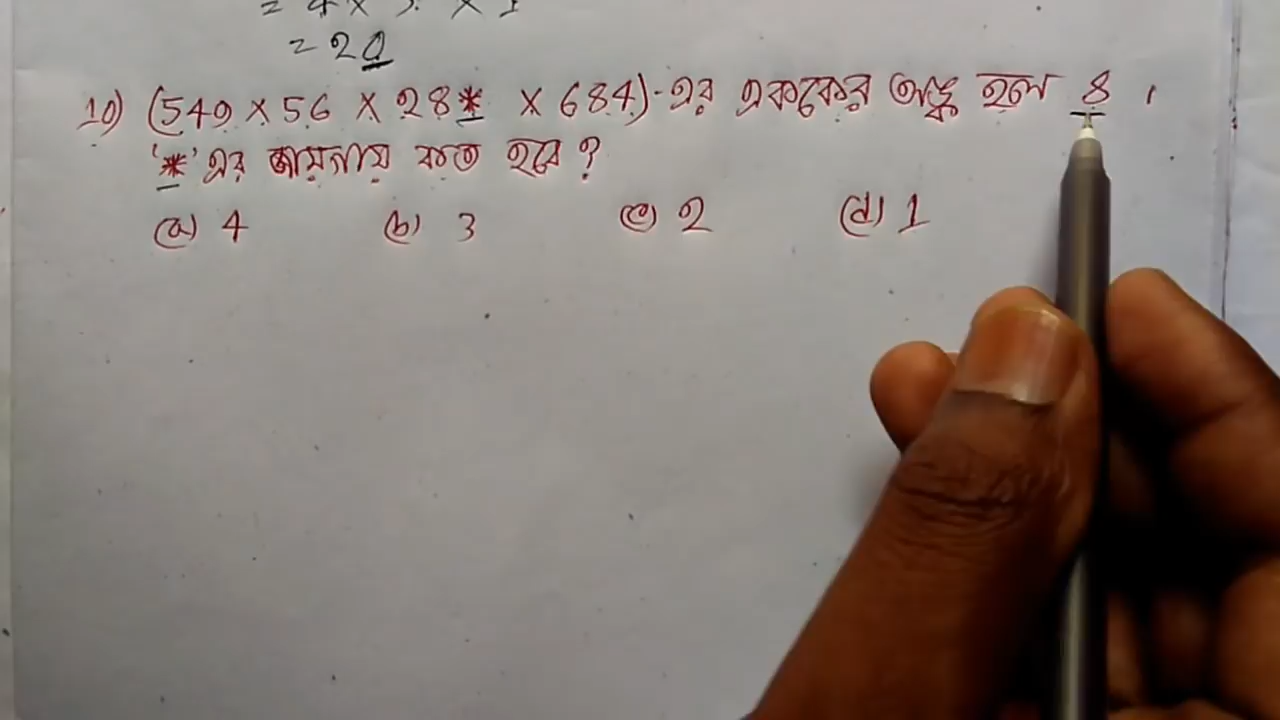 = 20
10) (549 × 56 × 28* × 684)-এর এককের অঙ্ক হল 8 ।
'*' এর জায়গায় কত হবে ?
(a) 4 (b) 3 (c) 2 (d) 1